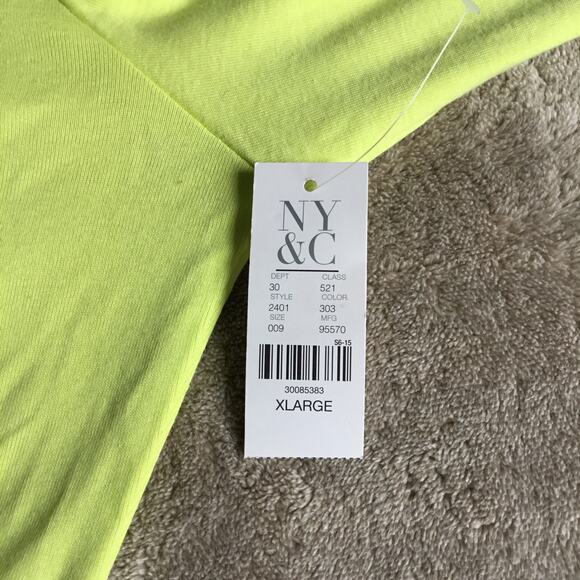 NY
&C
DEPT CLASS
30 521
STYLE COLOR
2401 303
SIZE MFG
009 95570
S6-15
30085383
XLARGE